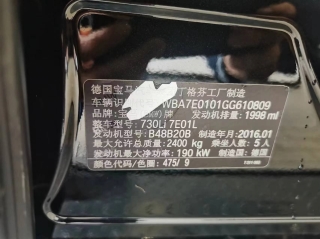 德国宝马 丁格芬工厂制造
车辆识 WBA7E0101GG610809
品牌:宝 牌 发动机排量:1998 ml
整车型号:730Li 7E01L
发动机型号:B48B20B 制造年月:2016.01
最大允许总质量:2400 kg 乘坐人数:5人
发动机最大净功率:190 kW 制造国:德国
颜色代码/色圈:475/ 9